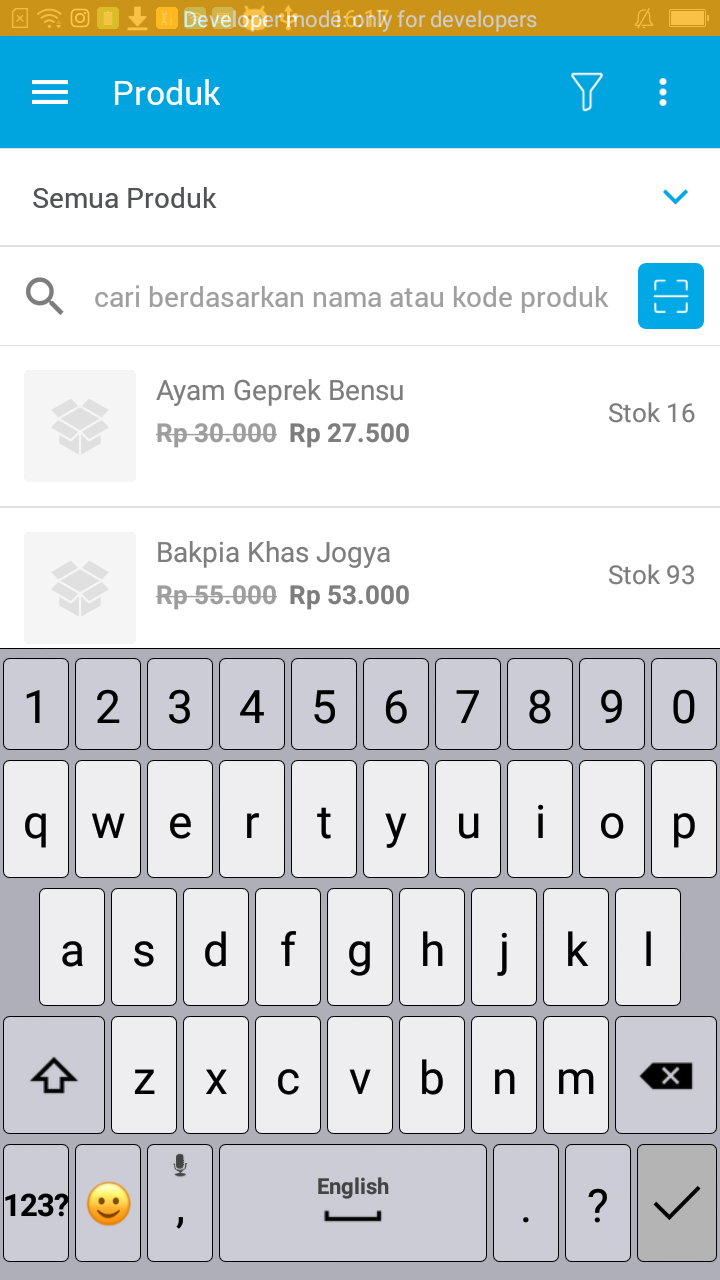 Developer mode: only for developers
16:17
Produk
Semua Produk
cari berdasarkan nama atau kode produk
Ayam Geprek Bensu
Rp 30.000 Rp 27.500
Stok 16
Bakpia Khas Jogya
Rp 55.000 Rp 53.000
Stok 93
1 2 3 4 5 6 7 8 9 0
q w e r t y u i o p
a s d f g h j k l
z x c v b n m
123? , English . ?